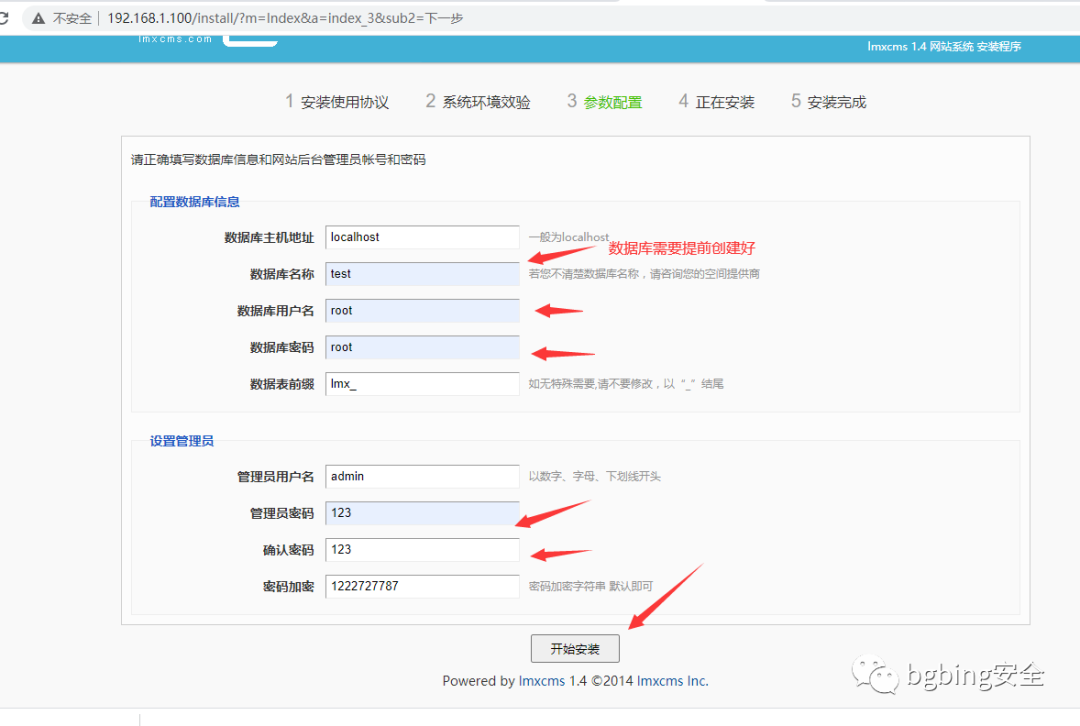 不安全 | 192.168.1.100/install/?m=Index&a=index_3&sub2=下一步
lmxcms.com
lmxcms 1.4 网站系统 安装程序
1 安装使用协议 2 系统环境效验 3 参数配置 4 正在安装 5 安装完成
请正确填写数据库信息和网站后台管理员帐号和密码
配置数据库信息
数据库主机地址 localhost 一般为localhost
数据库需要提前创建好
数据库名称 test 若您不清楚数据库名称，请咨询您的空间提供商
数据库用户名 root
数据库密码 root
数据表前缀 lmx_ 如无特殊需要,请不要修改，以“_”结尾
设置管理员
管理员用户名 admin 以数字、字母、下划线开头
管理员密码 123
确认密码 123
密码加密 1222727787 密码加密字符串 默认即可
开始安装
Powered by lmxcms 1.4 ©2014 lmxcms Inc.
bgbing安全